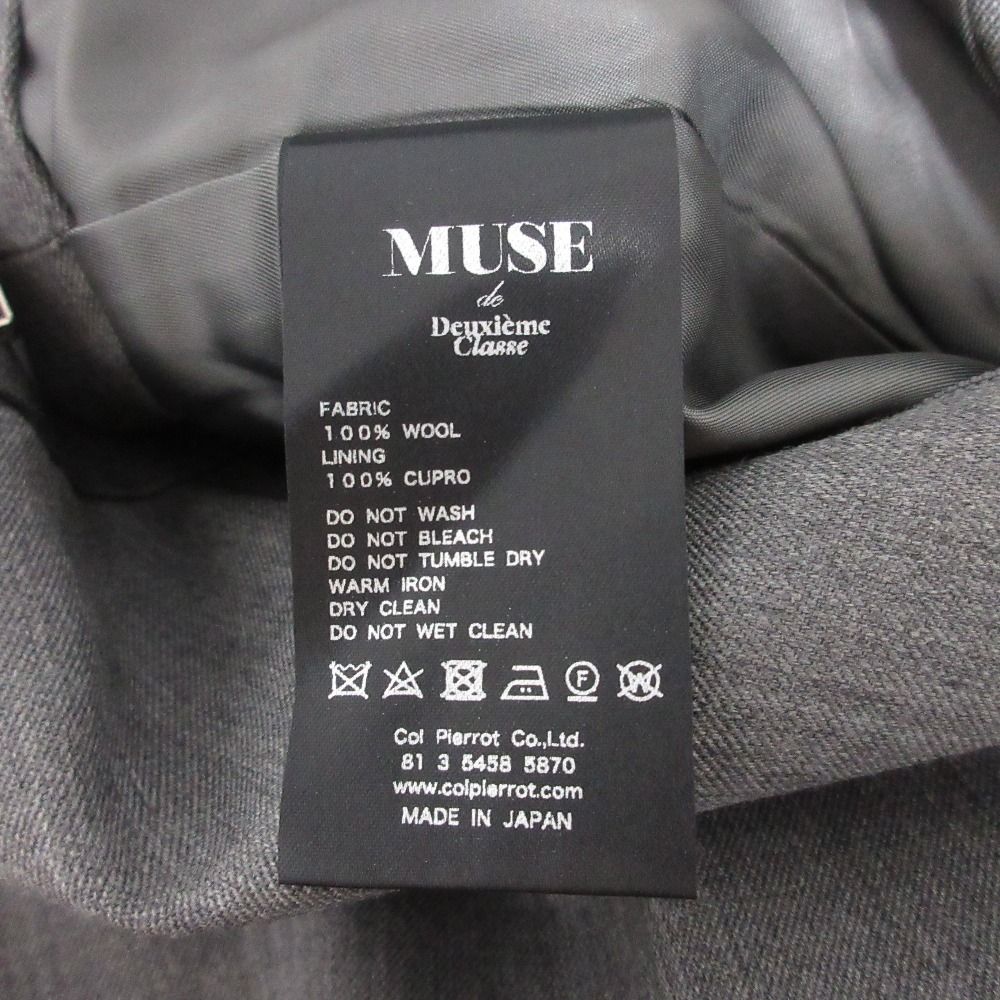 MUSE
de
Deuxième
Classe
FABRIC
100% WOOL
LINING
100% CUPRO
DO NOT WASH
DO NOT BLEACH
DO NOT TUMBLE DRY
WARM IRON
DRY CLEAN
DO NOT WET CLEAN
F W
Col Pierrot Co.,Ltd.
81 3 5458 5870
www.colpierrot.com
MADE IN JAPAN